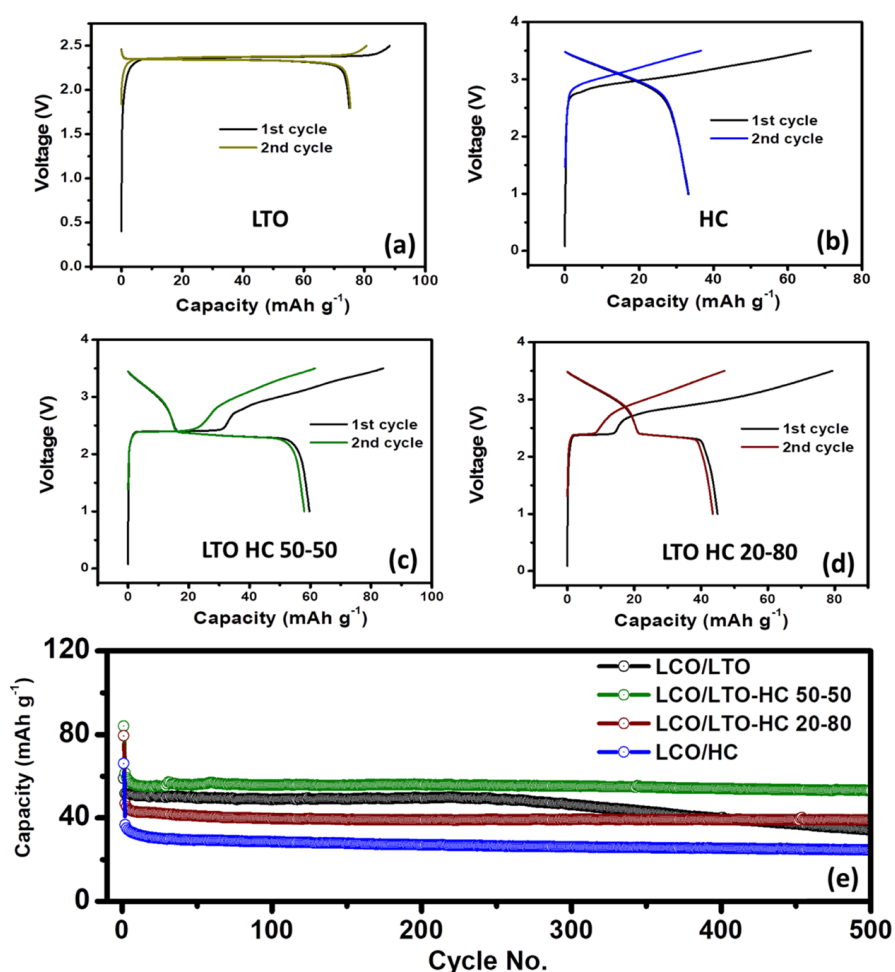 2.5
2.0
1.5
1.0
0.5
0.0
Voltage (V)
1st cycle
2nd cycle
LTO
(a)
0 20 40 60 80 100
Capacity (mAh g-1)
4
3
2
1
0
Voltage (V)
1st cycle
2nd cycle
HC
(b)
0 20 40 60 80
Capacity (mAh g-1)
4
3
2
1
0
Voltage (V)
1st cycle
2nd cycle
LTO HC 50-50
(c)
0 20 40 60 80 100
Capacity (mAh g-1)
4
3
2
1
0
Voltage (V)
1st cycle
2nd cycle
LTO HC 20-80
(d)
0 20 40 60 80
Capacity (mAh g-1)
120
80
40
0
Capacity (mAh g-1)
LCO/LTO
LCO/LTO-HC 50-50
LCO/LTO-HC 20-80
LCO/HC
(e)
0 100 200 300 400 500
Cycle No.